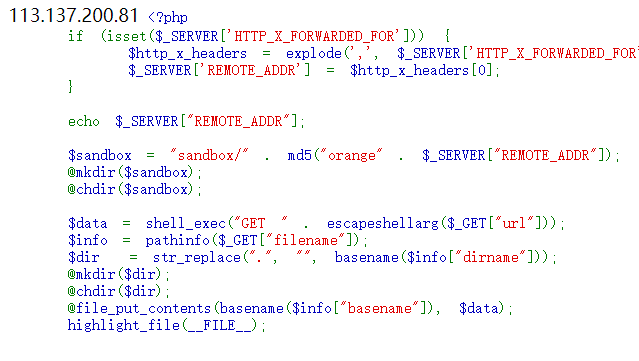 113.137.200.81 <?php
if (isset($_SERVER['HTTP_X_FORWARDED_FOR'])) {
$http_x_headers = explode(',', $_SERVER['HTTP_X_FORWARDED_FOR'
$_SERVER['REMOTE_ADDR'] = $http_x_headers[0];
}
echo $_SERVER["REMOTE_ADDR"];
$sandbox = "sandbox/" . md5("orange" . $_SERVER["REMOTE_ADDR"]);
@mkdir($sandbox);
@chdir($sandbox);
$data = shell_exec("GET " . escapeshellarg($_GET["url"]));
$info = pathinfo($_GET["filename"]);
$dir = str_replace(".", "", basename($info["dirname"]));
@mkdir($dir);
@chdir($dir);
@file_put_contents(basename($info["basename"]), $data);
highlight_file(__FILE__);